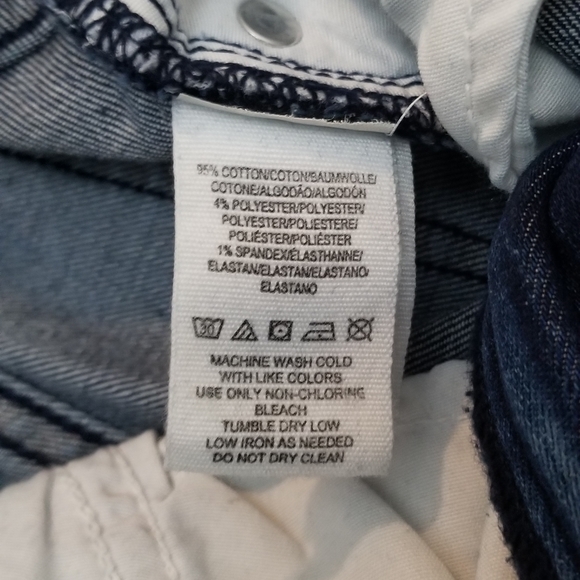 95% COTTON/COTON/BAUMWOLLE/
COTONE/ALGODÃO/ALGODÓN
4% POLYESTER/POLYESTER/
POLYESTER/POLIESTERE/
POLIÉSTER/POLIÉSTER
1% SPANDEX/ÉLASTHANNE/
ELASTAN/ELASTAN/ELASTANO/
ELASTANO
30
MACHINE WASH COLD
WITH LIKE COLORS
USE ONLY NON-CHLORINE
BLEACH
TUMBLE DRY LOW
LOW IRON AS NEEDED
DO NOT DRY CLEAN